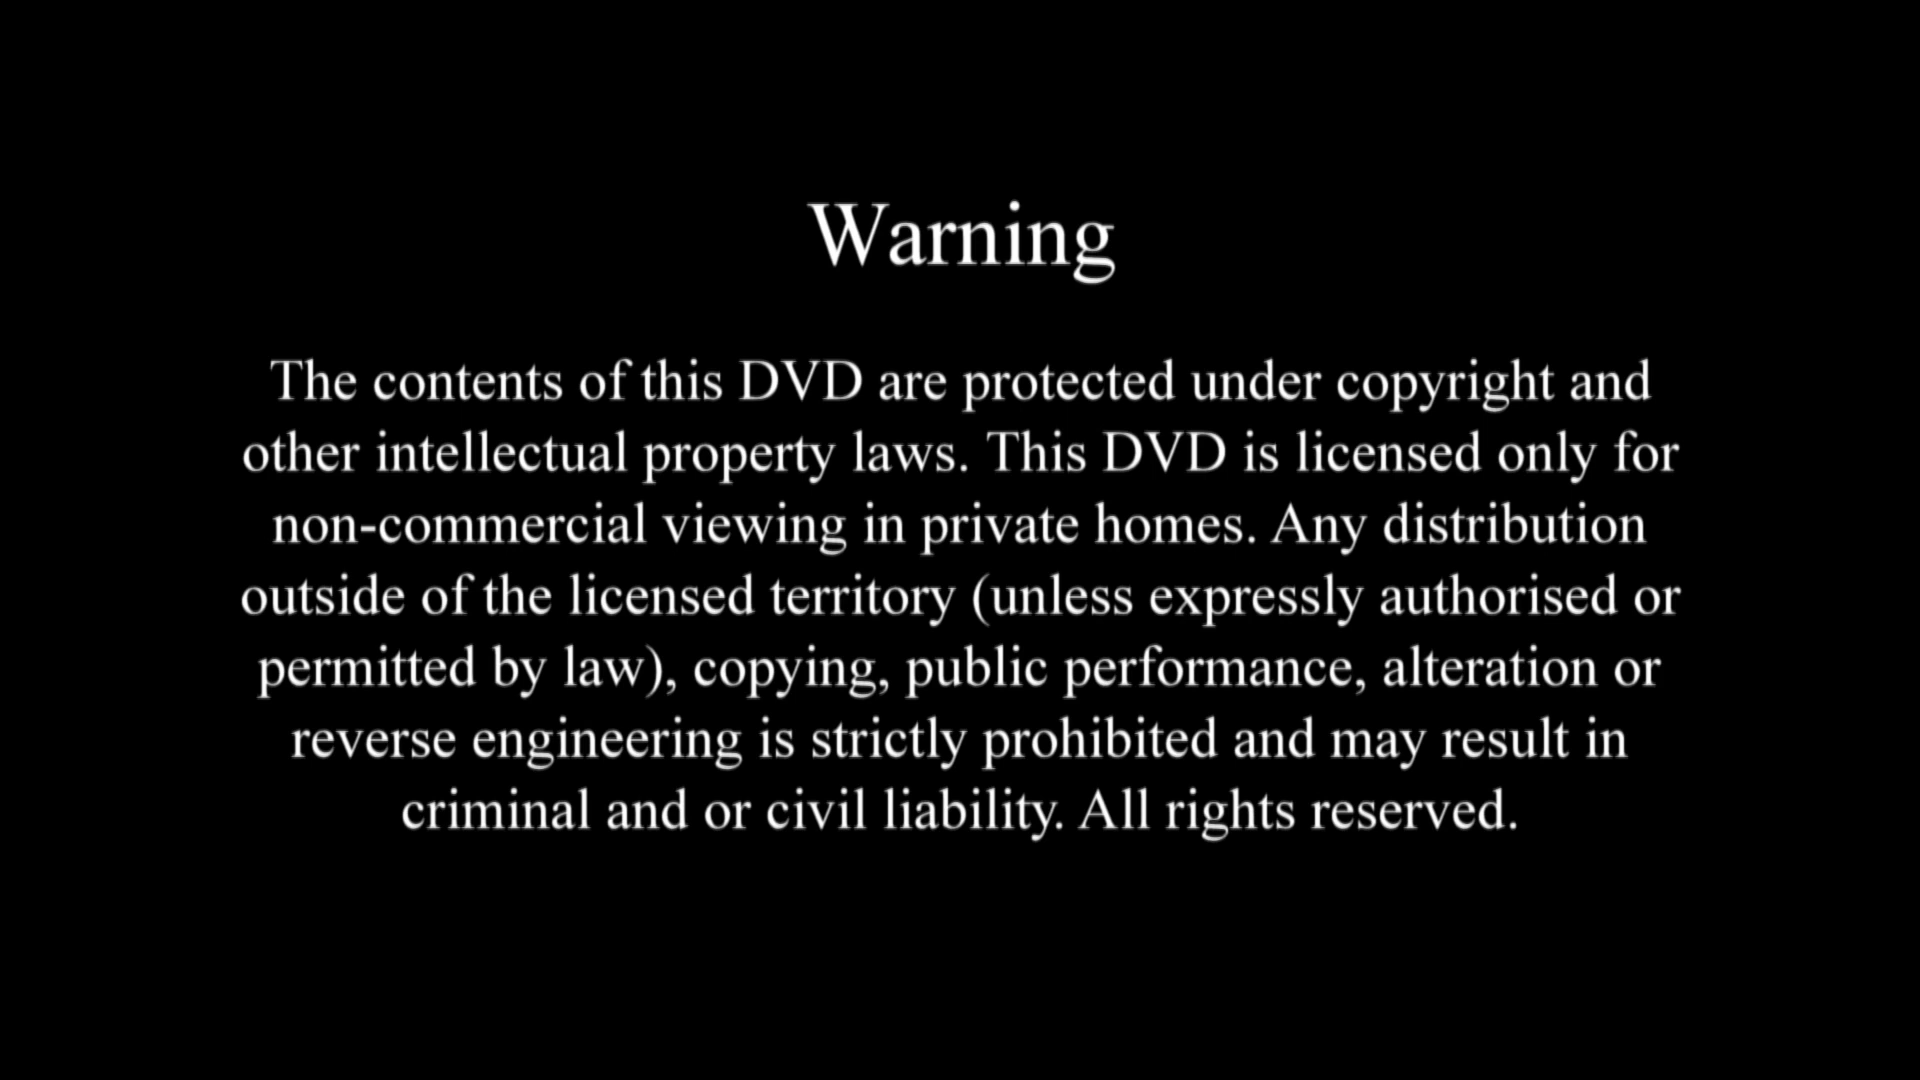 Warning
The contents of this DVD are protected under copyright and
other intellectual property laws. This DVD is licensed only for
non-commercial viewing in private homes. Any distribution
outside of the licensed territory (unless expressly authorised or
permitted by law), copying, public performance, alteration or
reverse engineering is strictly prohibited and may result in
criminal and or civil liability. All rights reserved.